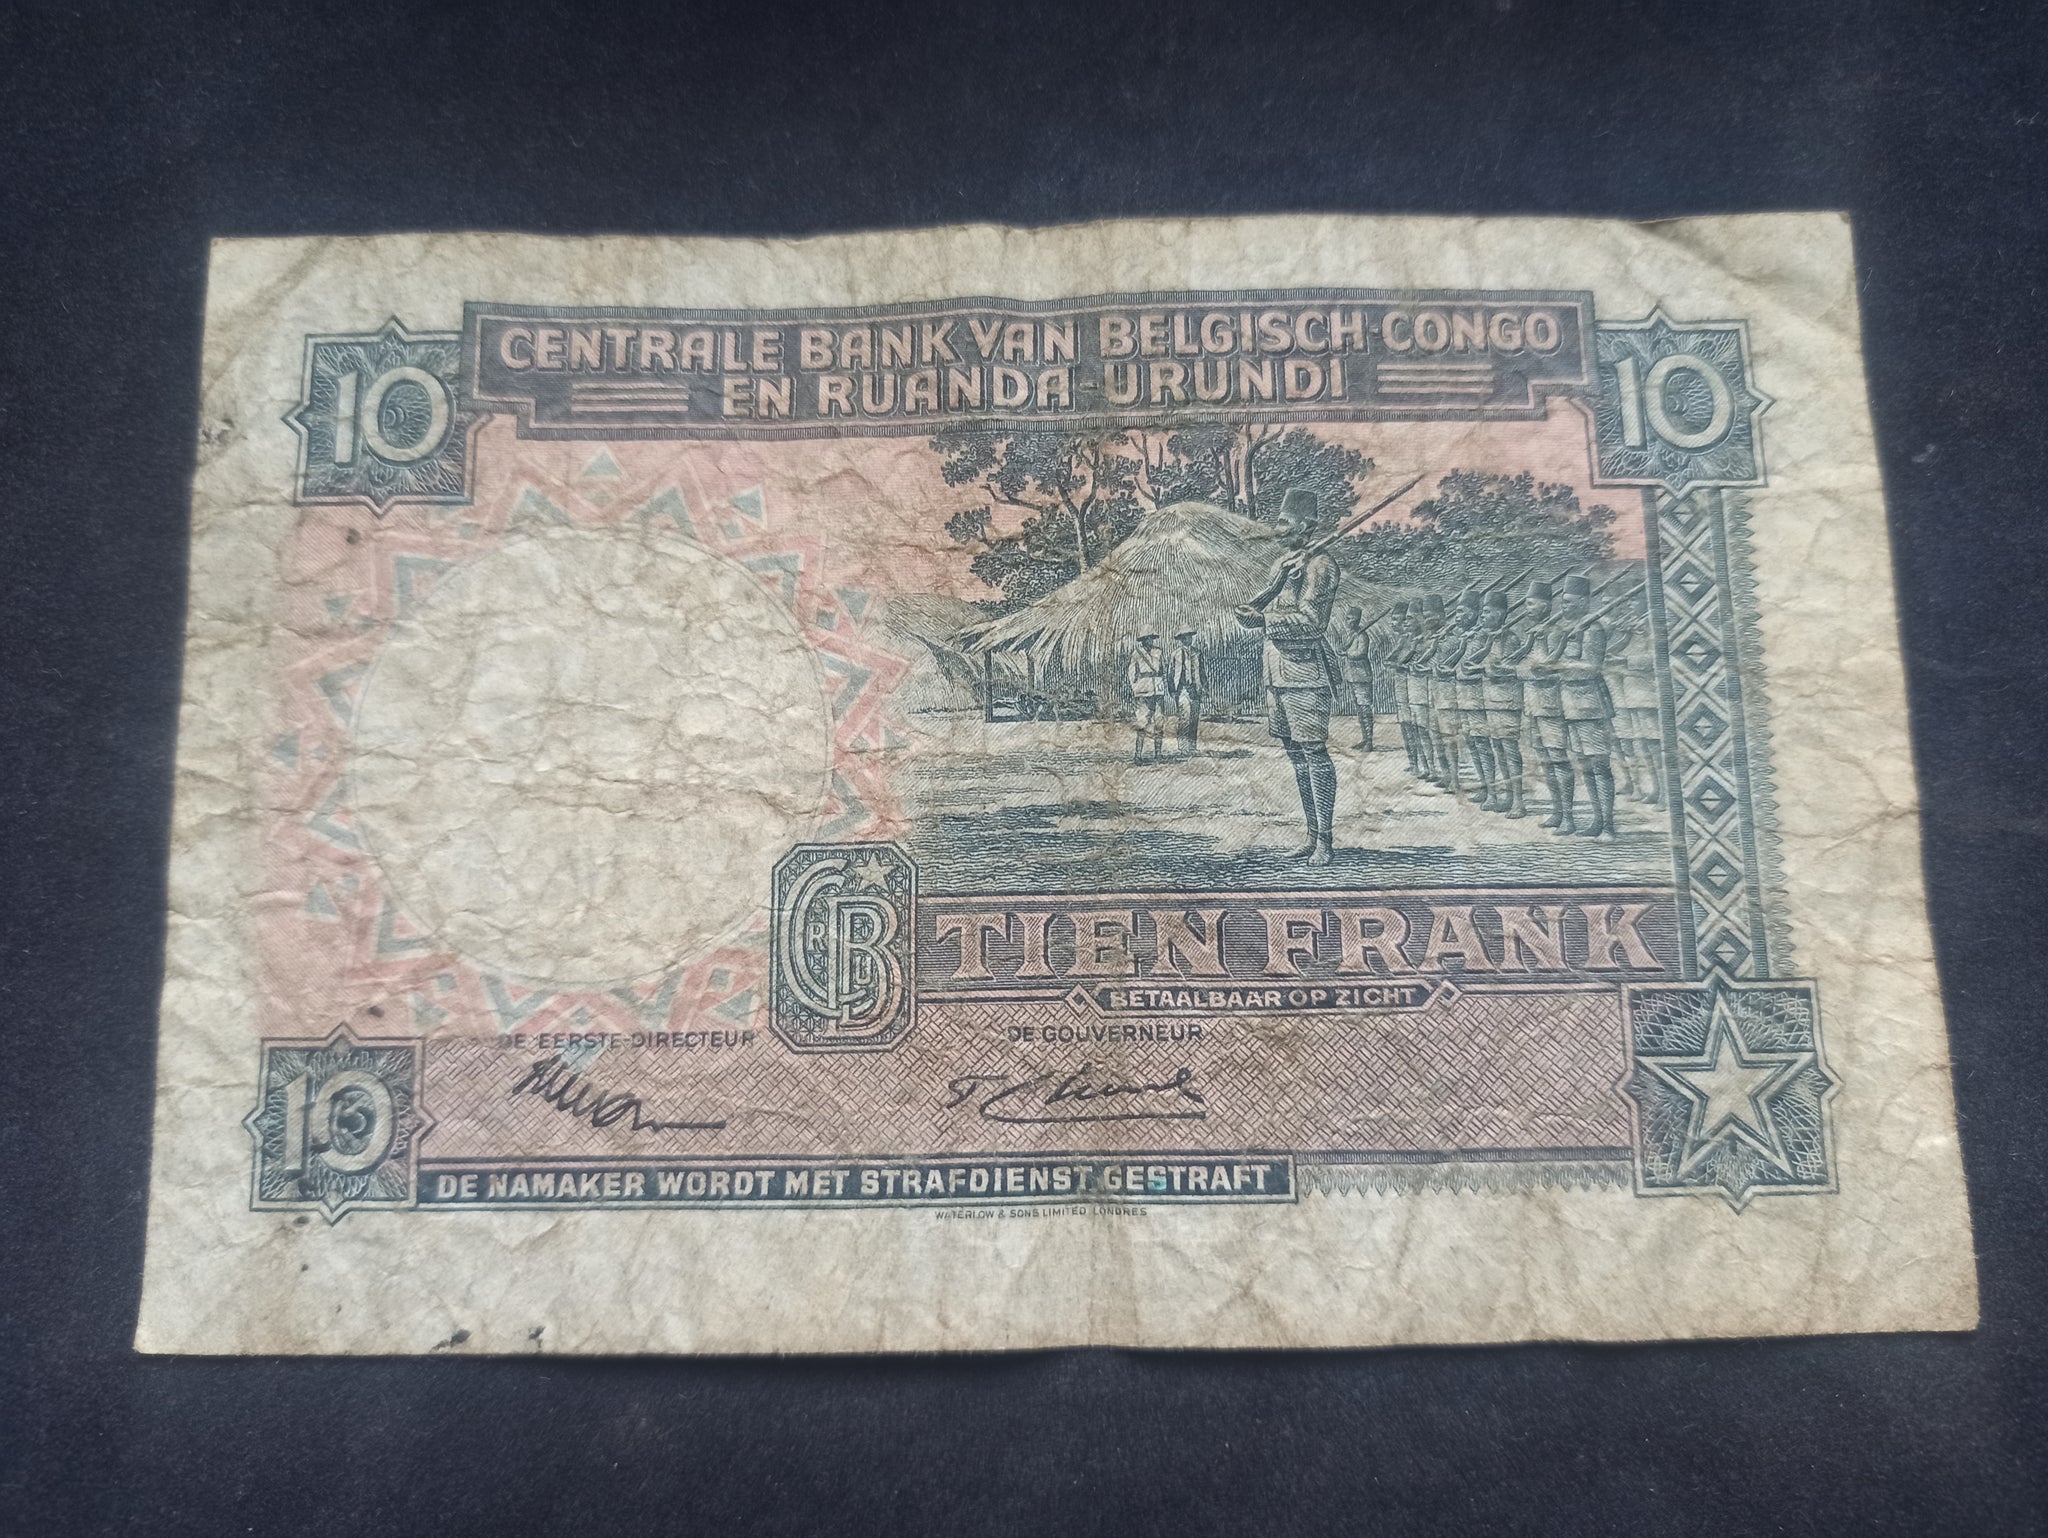 CENTRALE BANK VAN BELGISCH-CONGO
EN RUANDA-URUNDI
10
10
TIEN FRANK
BETAALBAAR OP ZICHT
DE EERSTE-DIRECTEUR
DE GOUVERNEUR
10
DE NAMAKER WORDT MET STRAFDIENST GESTRAFT
WATERLOW & SONS LIMITED LONDRES